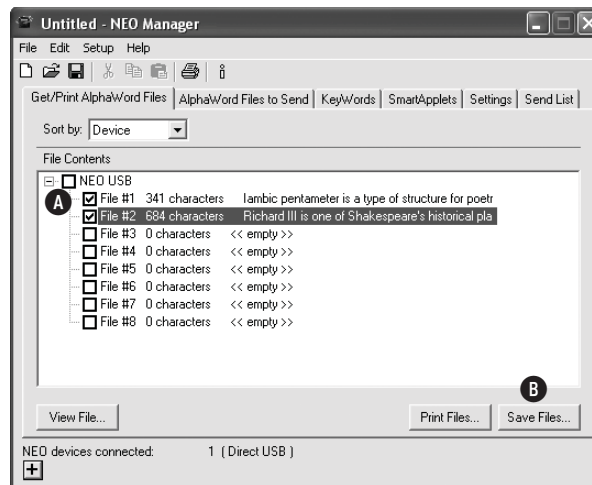 Untitled - NEO Manager
File Edit Setup Help
Get/Print AlphaWord Files AlphaWord Files to Send KeyWords SmartApplets Settings Send List
Sort by: Device
File Contents
NEO USB
A File #1 341 characters Iambic pentameter is a type of structure for poetr
File #2 684 characters Richard III is one of Shakespeare's historical pla
File #3 0 characters << empty >>
File #4 0 characters << empty >>
File #5 0 characters << empty >>
File #6 0 characters << empty >>
File #7 0 characters << empty >>
File #8 0 characters << empty >>
B
View File... Print Files... Save Files...
NEO devices connected: 1 ( Direct USB )